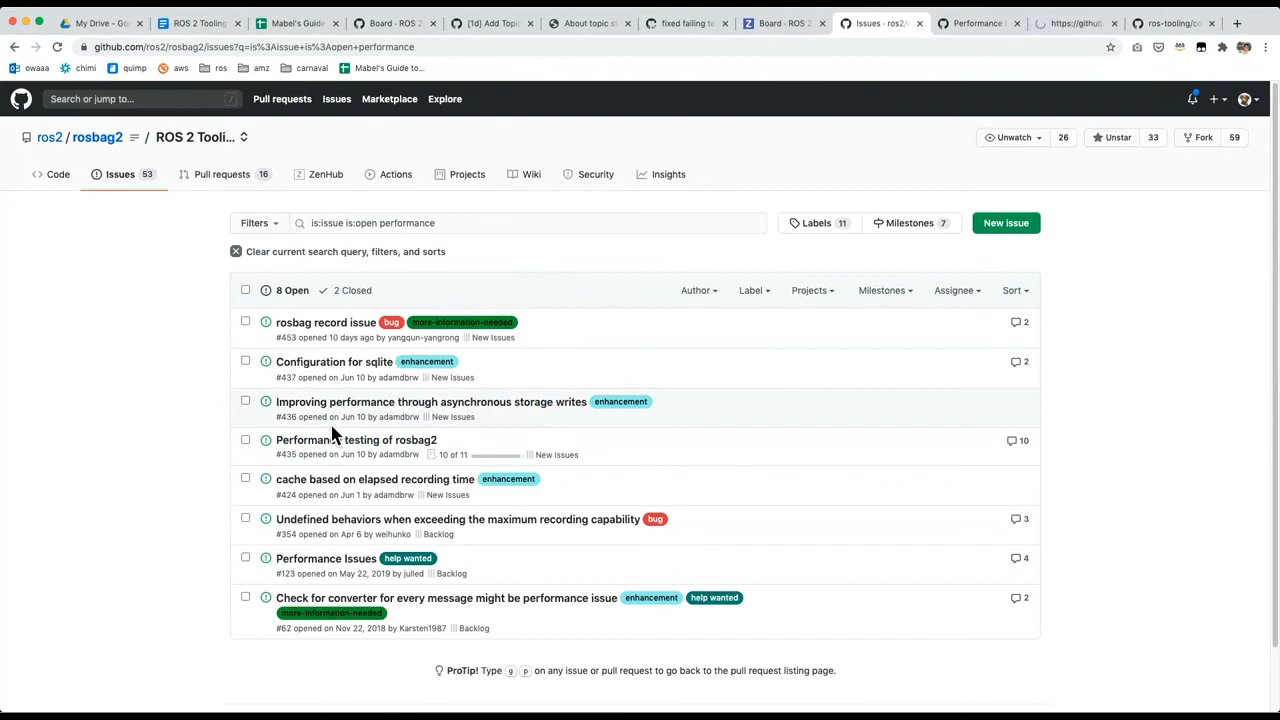 My Drive - Go
ROS 2 Tooling
Mabel's Guide
Board · ROS 2
[1d] Add Topic
About topic st
fixed failing te
Board · ROS 2
Issues · ros2/
Performance
https://github.
ros-tooling/co
github.com/ros2/rosbag2/issues?q=is%3Aissue+is%3Aopen+performance
owaaa
chimi
quimp
aws
ros
amz
carnaval
Mabel's Guide to...
Search or jump to...
/
Pull requests
Issues
Marketplace
Explore
ros2 / rosbag2 / ROS 2 Tooli...
Unwatch 26
Unstar 33
Fork 59
Code
Issues 53
Pull requests 16
ZenHub
Actions
Projects
Wiki
Security
Insights
Filters
is:issue is:open performance
Labels 11
Milestones 7
New issue
Clear current search query, filters, and sorts
8 Open
2 Closed
Author
Label
Projects
Milestones
Assignee
Sort
rosbag record issue bug more-information-needed 2
#453 opened 10 days ago by yangqun-yangrong New Issues
Configuration for sqlite enhancement 2
#437 opened on Jun 10 by adamdbrw New Issues
Improving performance through asynchronous storage writes enhancement
#436 opened on Jun 10 by adamdbrw New Issues
Performance testing of rosbag2 10
#435 opened on Jun 10 by adamdbrw 10 of 11 New Issues
cache based on elapsed recording time enhancement
#424 opened on Jun 1 by adamdbrw New Issues
Undefined behaviors when exceeding the maximum recording capability bug 3
#354 opened on Apr 6 by weihunko Backlog
Performance Issues help wanted 4
#123 opened on May 22, 2019 by julled Backlog
Check for converter for every message might be performance issue enhancement help wanted 2
more-information-needed
#62 opened on Nov 22, 2018 by Karsten1987 Backlog
ProTip! Type g p on any issue or pull request to go back to the pull request listing page.